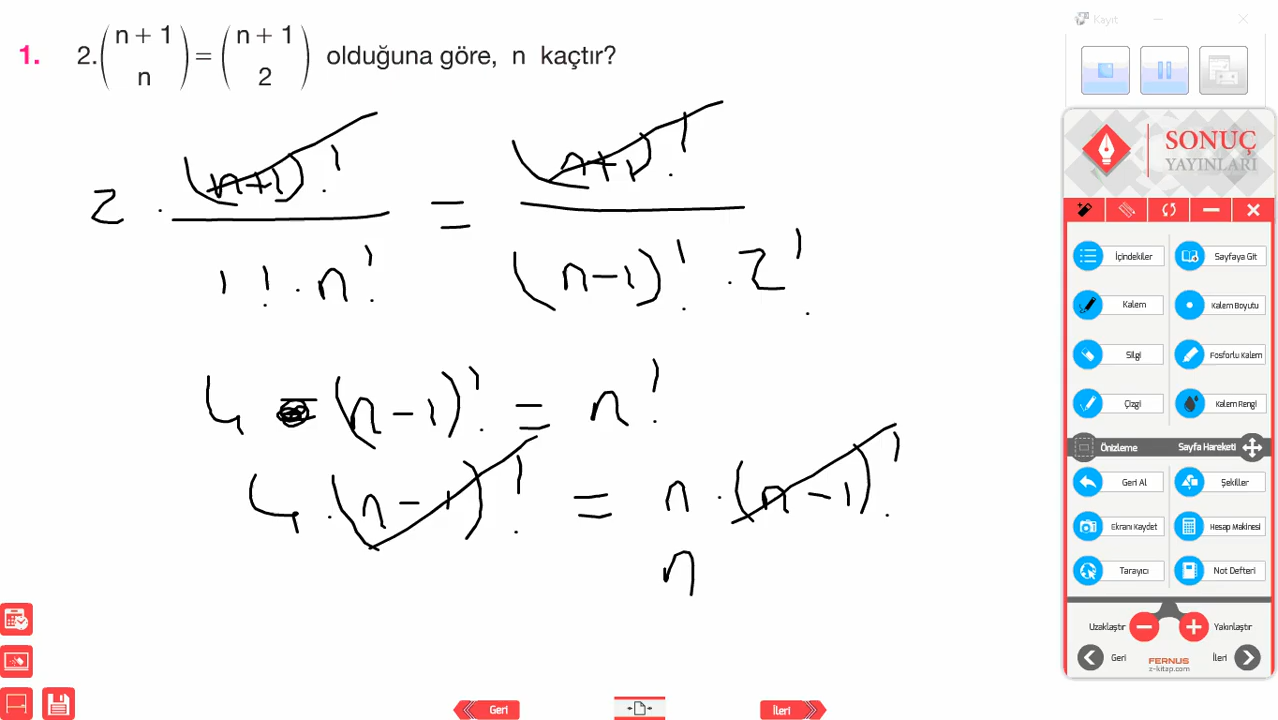 1. 2.(n + 1 n) = (n + 1 2) olduğuna göre, n kaçtır?
2 · (n+1)! / 1! · n! = (n+1)! / (n-1)! · 2!
4 (n-1)! = n!
4 · (n-1)! = n · (n-1)!
n
Kayıt
SONUÇ
YAYINLARI
İçindekiler Sayfaya Git
Kalem Kalem Boyutu
Silgi Fosforlu Kalem
Çizgi Kalem Rengi
Önizleme Sayfa Hareketi
Geri Al Şekiller
Ekranı Kaydet Hesap Makinesi
Tarayıcı Not Defteri
Uzaklaştır Yakınlaştır
Geri FERNUS İleri
z-kitap.com
Geri İleri